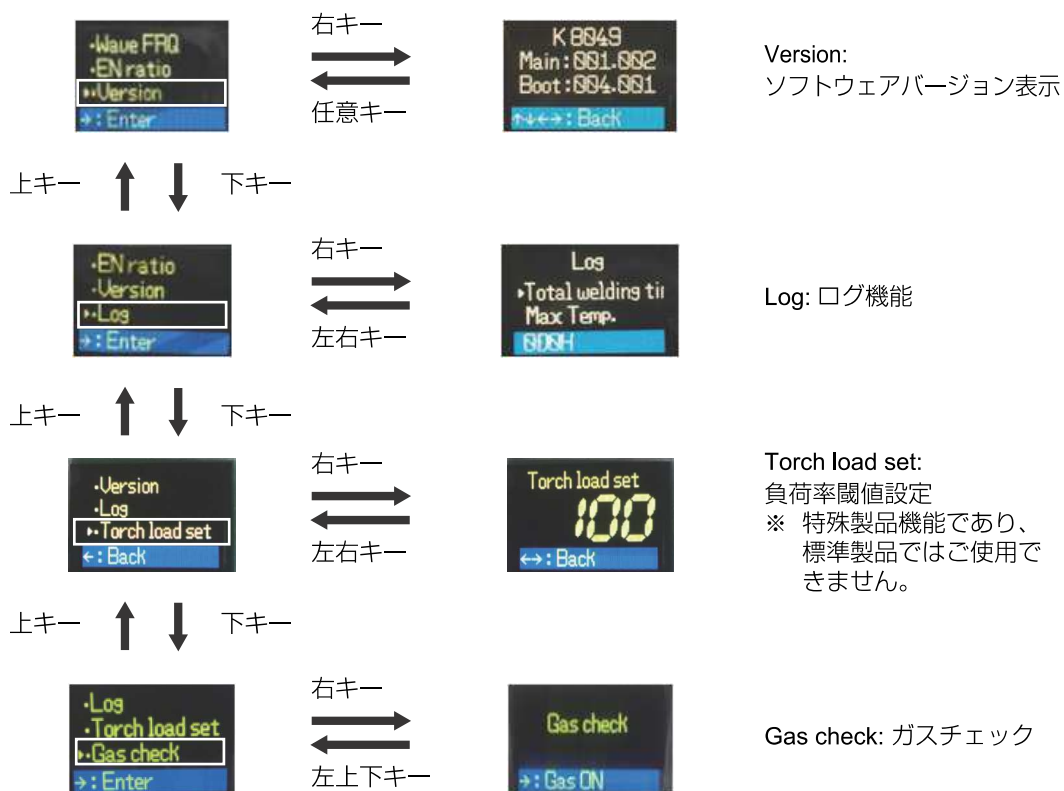 ・Wave FRQ
・EN ratio
・Version
→: Enter
右キー
任意キー
K8049
Main:001.002
Boot:004.001
↑↓←→: Back
Version:
ソフトウェアバージョン表示
上キー
下キー
・EN ratio
・Version
・Log
→: Enter
右キー
左右キー
Log
Total welding ti
Max Temp.
000H
Log: ログ機能
上キー
下キー
・Version
・Log
・Torch load set
←: Back
右キー
左右キー
Torch load set
100
↔: Back
Torch load set:
負荷率閾値設定
※ 特殊製品機能であり、
標準製品ではご使用で
きません。
上キー
下キー
・Log
・Torch load set
・Gas check
→: Enter
右キー
左上下キー
Gas check
→: Gas ON
Gas check: ガスチェック